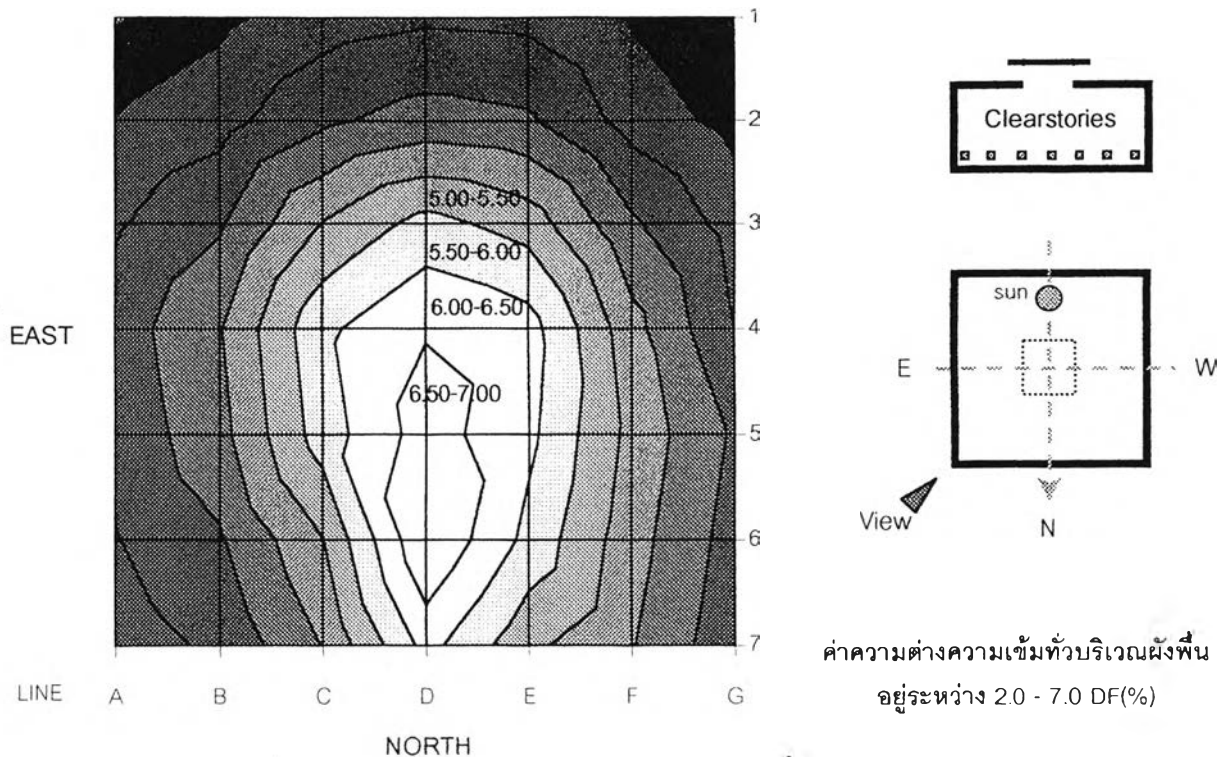 1
2
3
4
5
6
7
5.00-5.50
5.50-6.00
6.00-6.50
6.50-7.00
EAST
LINE A B C D E F G
NORTH
Clearstories
sun
E W
View
N
ค่าความต่างความเข้มทั่วบริเวณผังพื้น
อยู่ระหว่าง 2.0 - 7.0 DF(%)